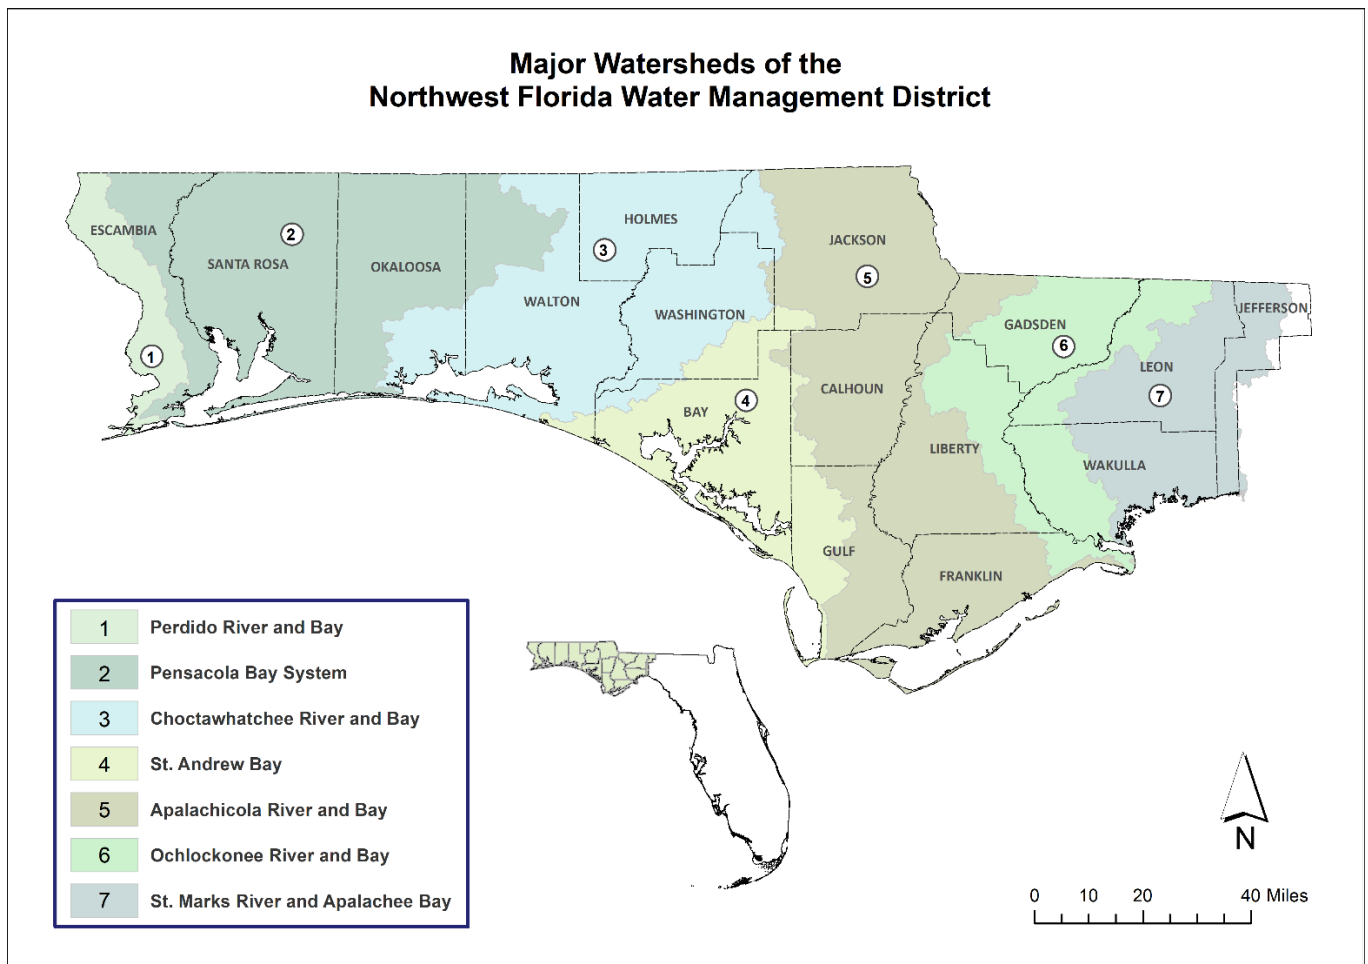 Major Watersheds of the
Northwest Florida Water Management District
ESCAMBIA
SANTA ROSA
2
OKALOOSA
WALTON
HOLMES
3
WASHINGTON
JACKSON
5
GADSDEN
6
JEFFERSON
LEON
7
1
BAY
4
CALHOUN
LIBERTY
WAKULLA
GULF
FRANKLIN
1 Perdido River and Bay
2 Pensacola Bay System
3 Choctawhatchee River and Bay
4 St. Andrew Bay
5 Apalachicola River and Bay
6 Ochlockonee River and Bay
7 St. Marks River and Apalachee Bay
N
0 10 20 40 Miles